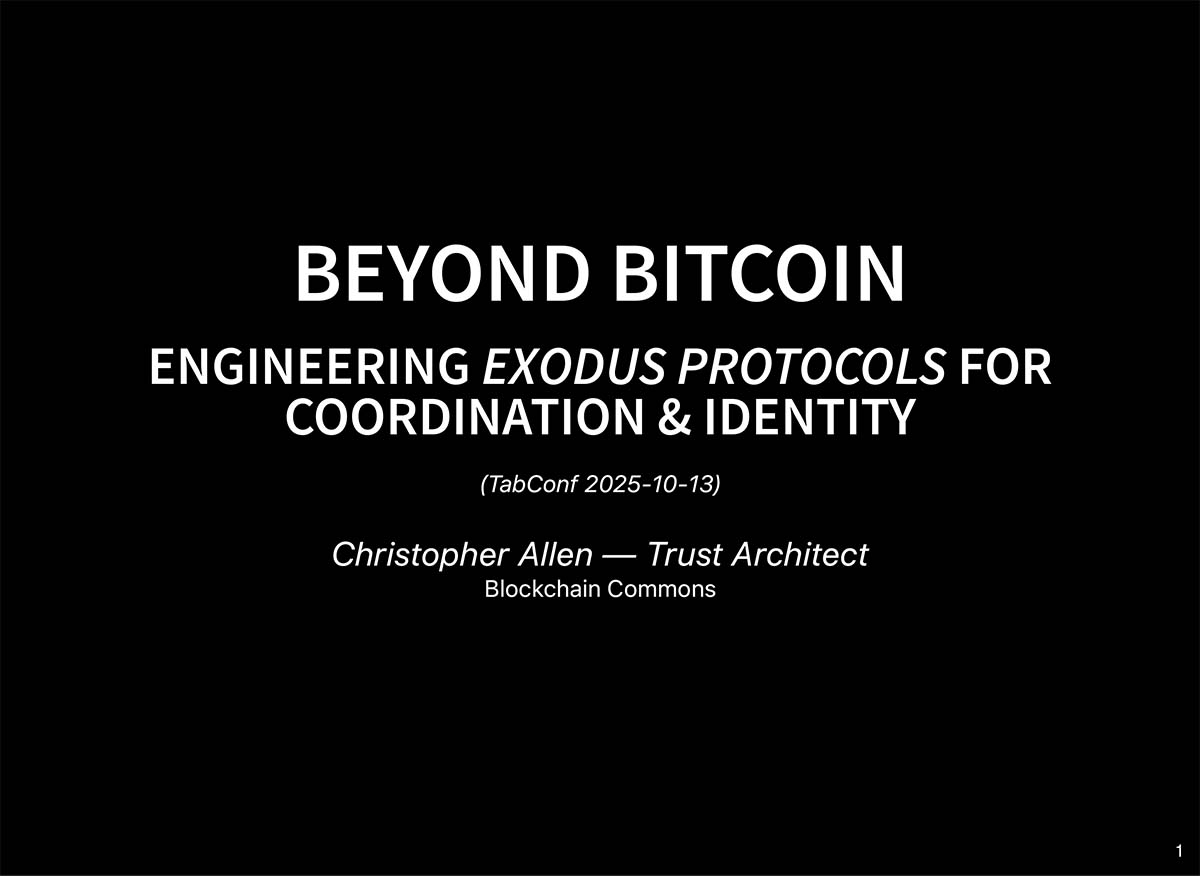 BEYOND BITCOIN
ENGINEERING EXODUS PROTOCOLS FOR
COORDINATION & IDENTITY
(TabConf 2025-10-13)
Christopher Allen — Trust Architect
Blockchain Commons
1